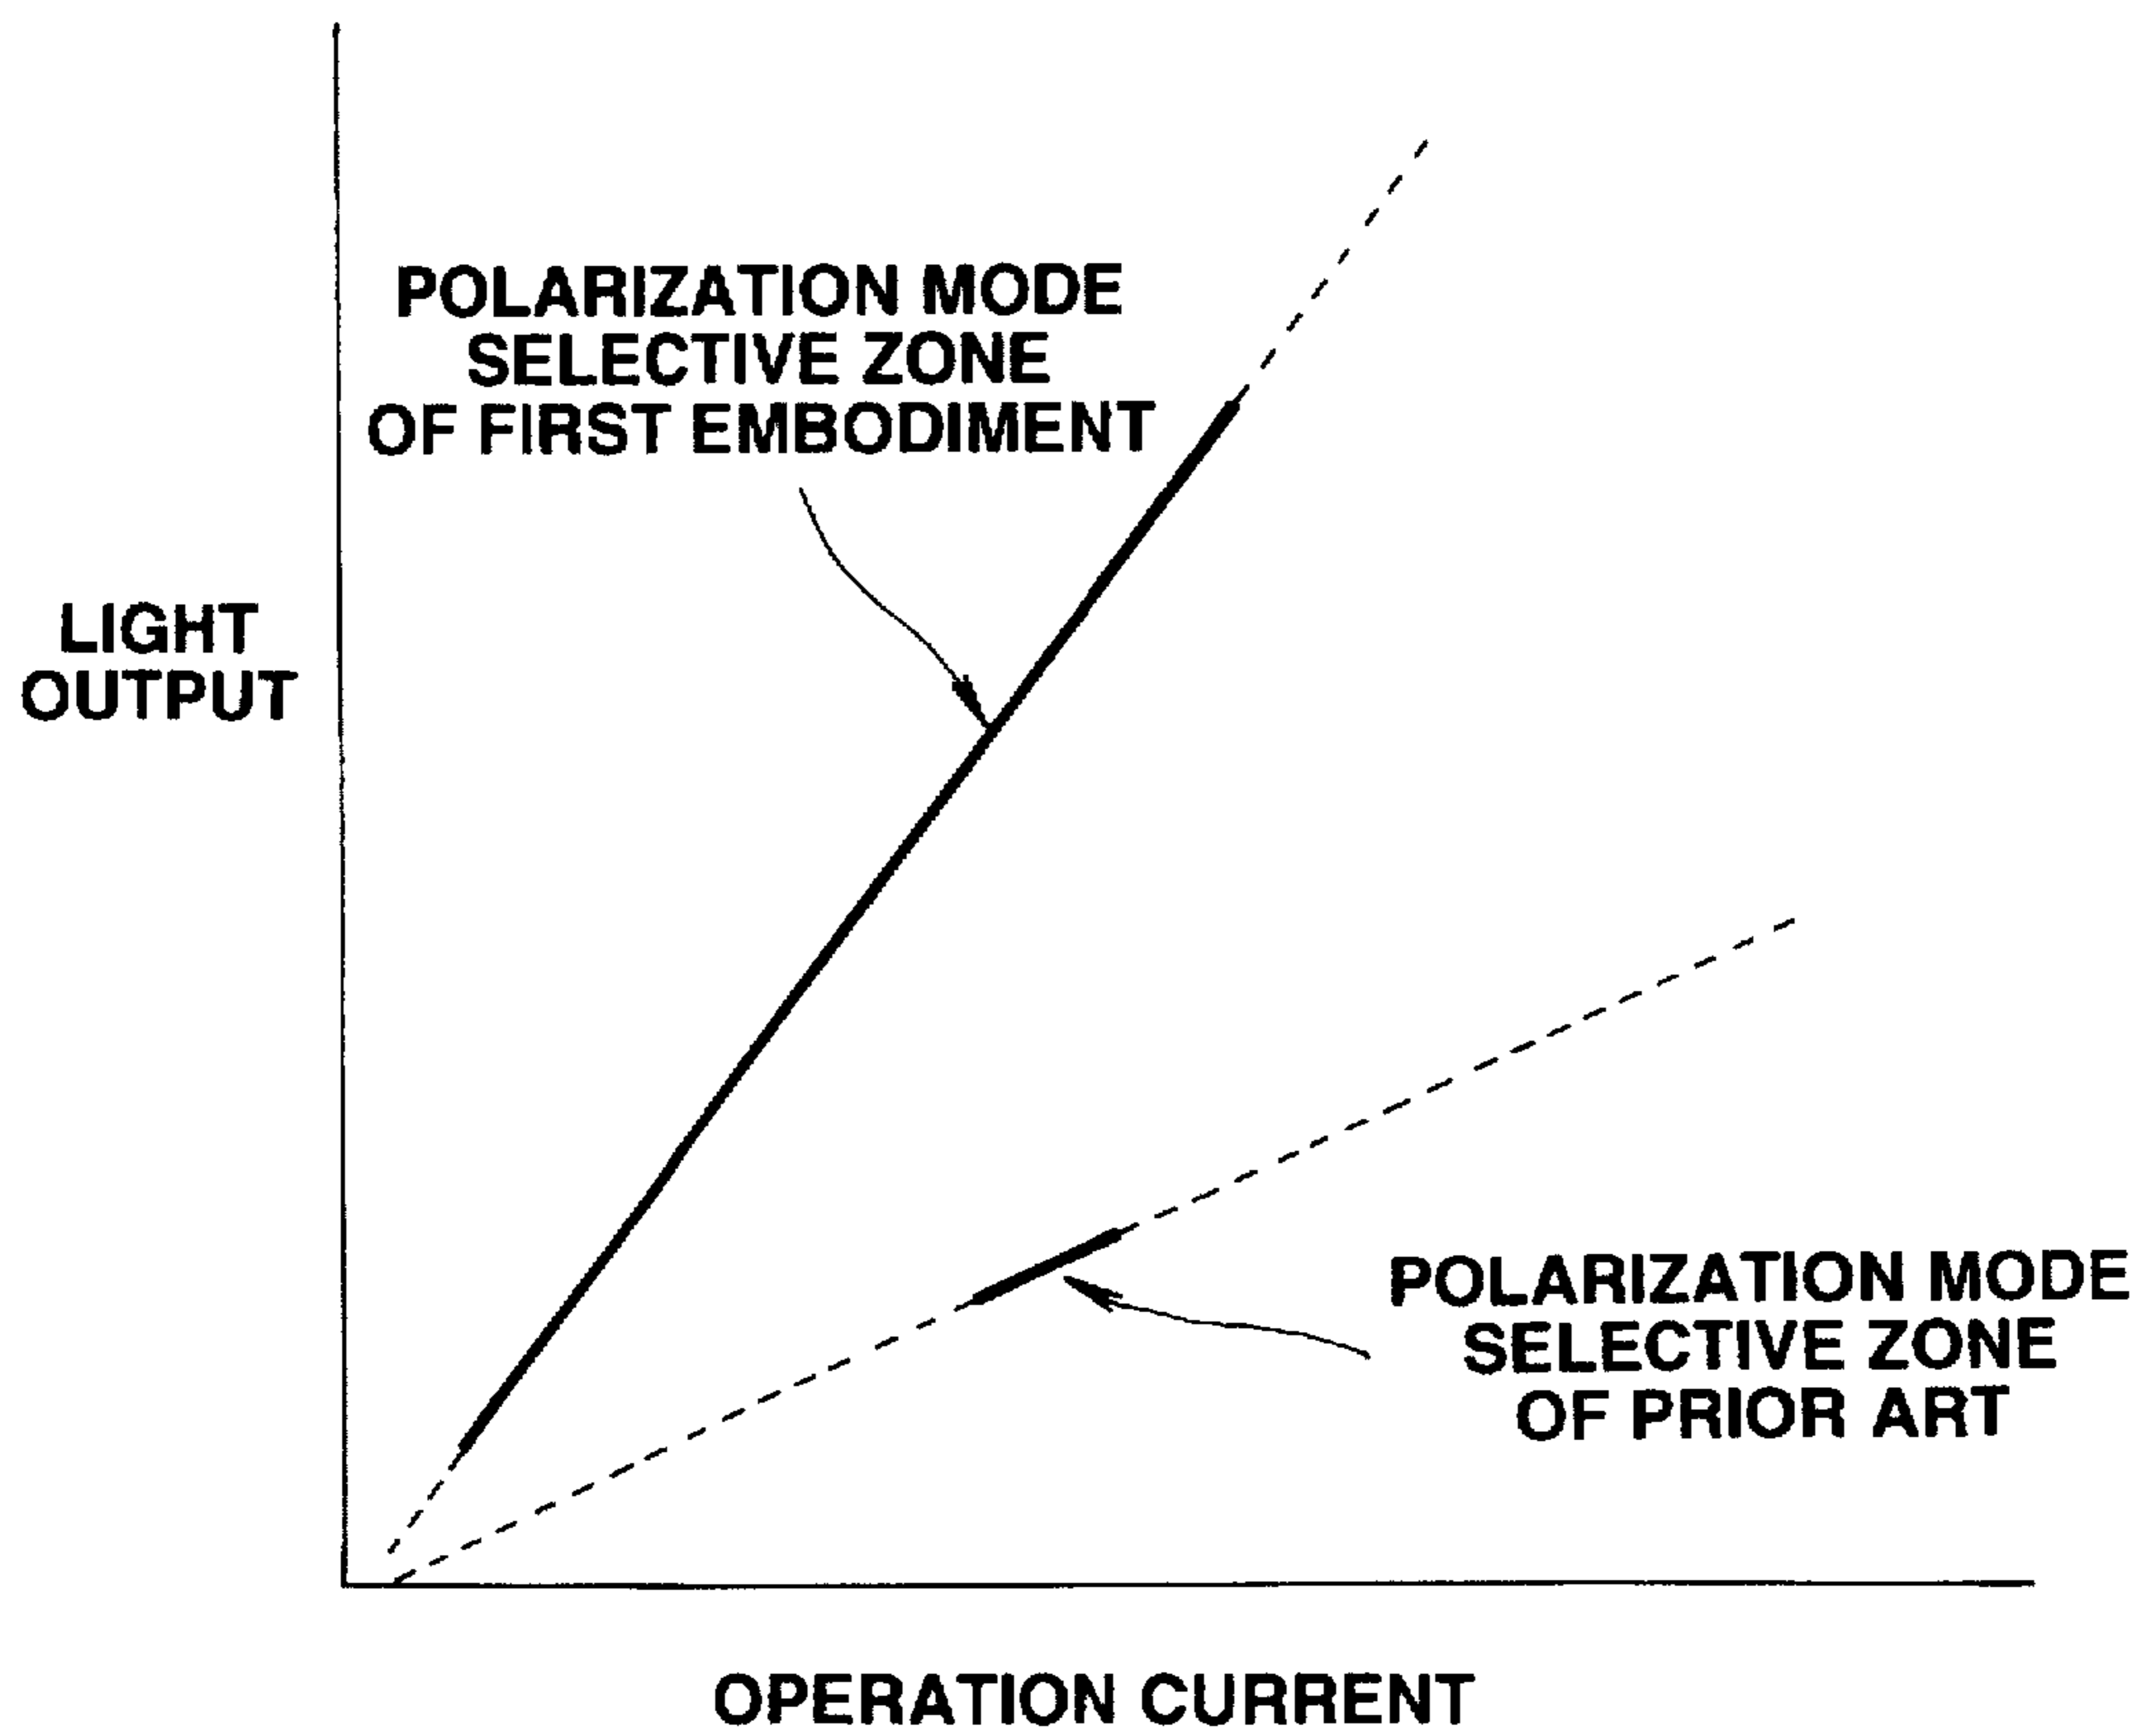 POLARIZATION MODE
SELECTIVE ZONE
OF FIRST EMBODIMENT
LIGHT
OUTPUT
POLARIZATION MODE
SELECTIVE ZONE
OF PRIOR ART
OPERATION CURRENT